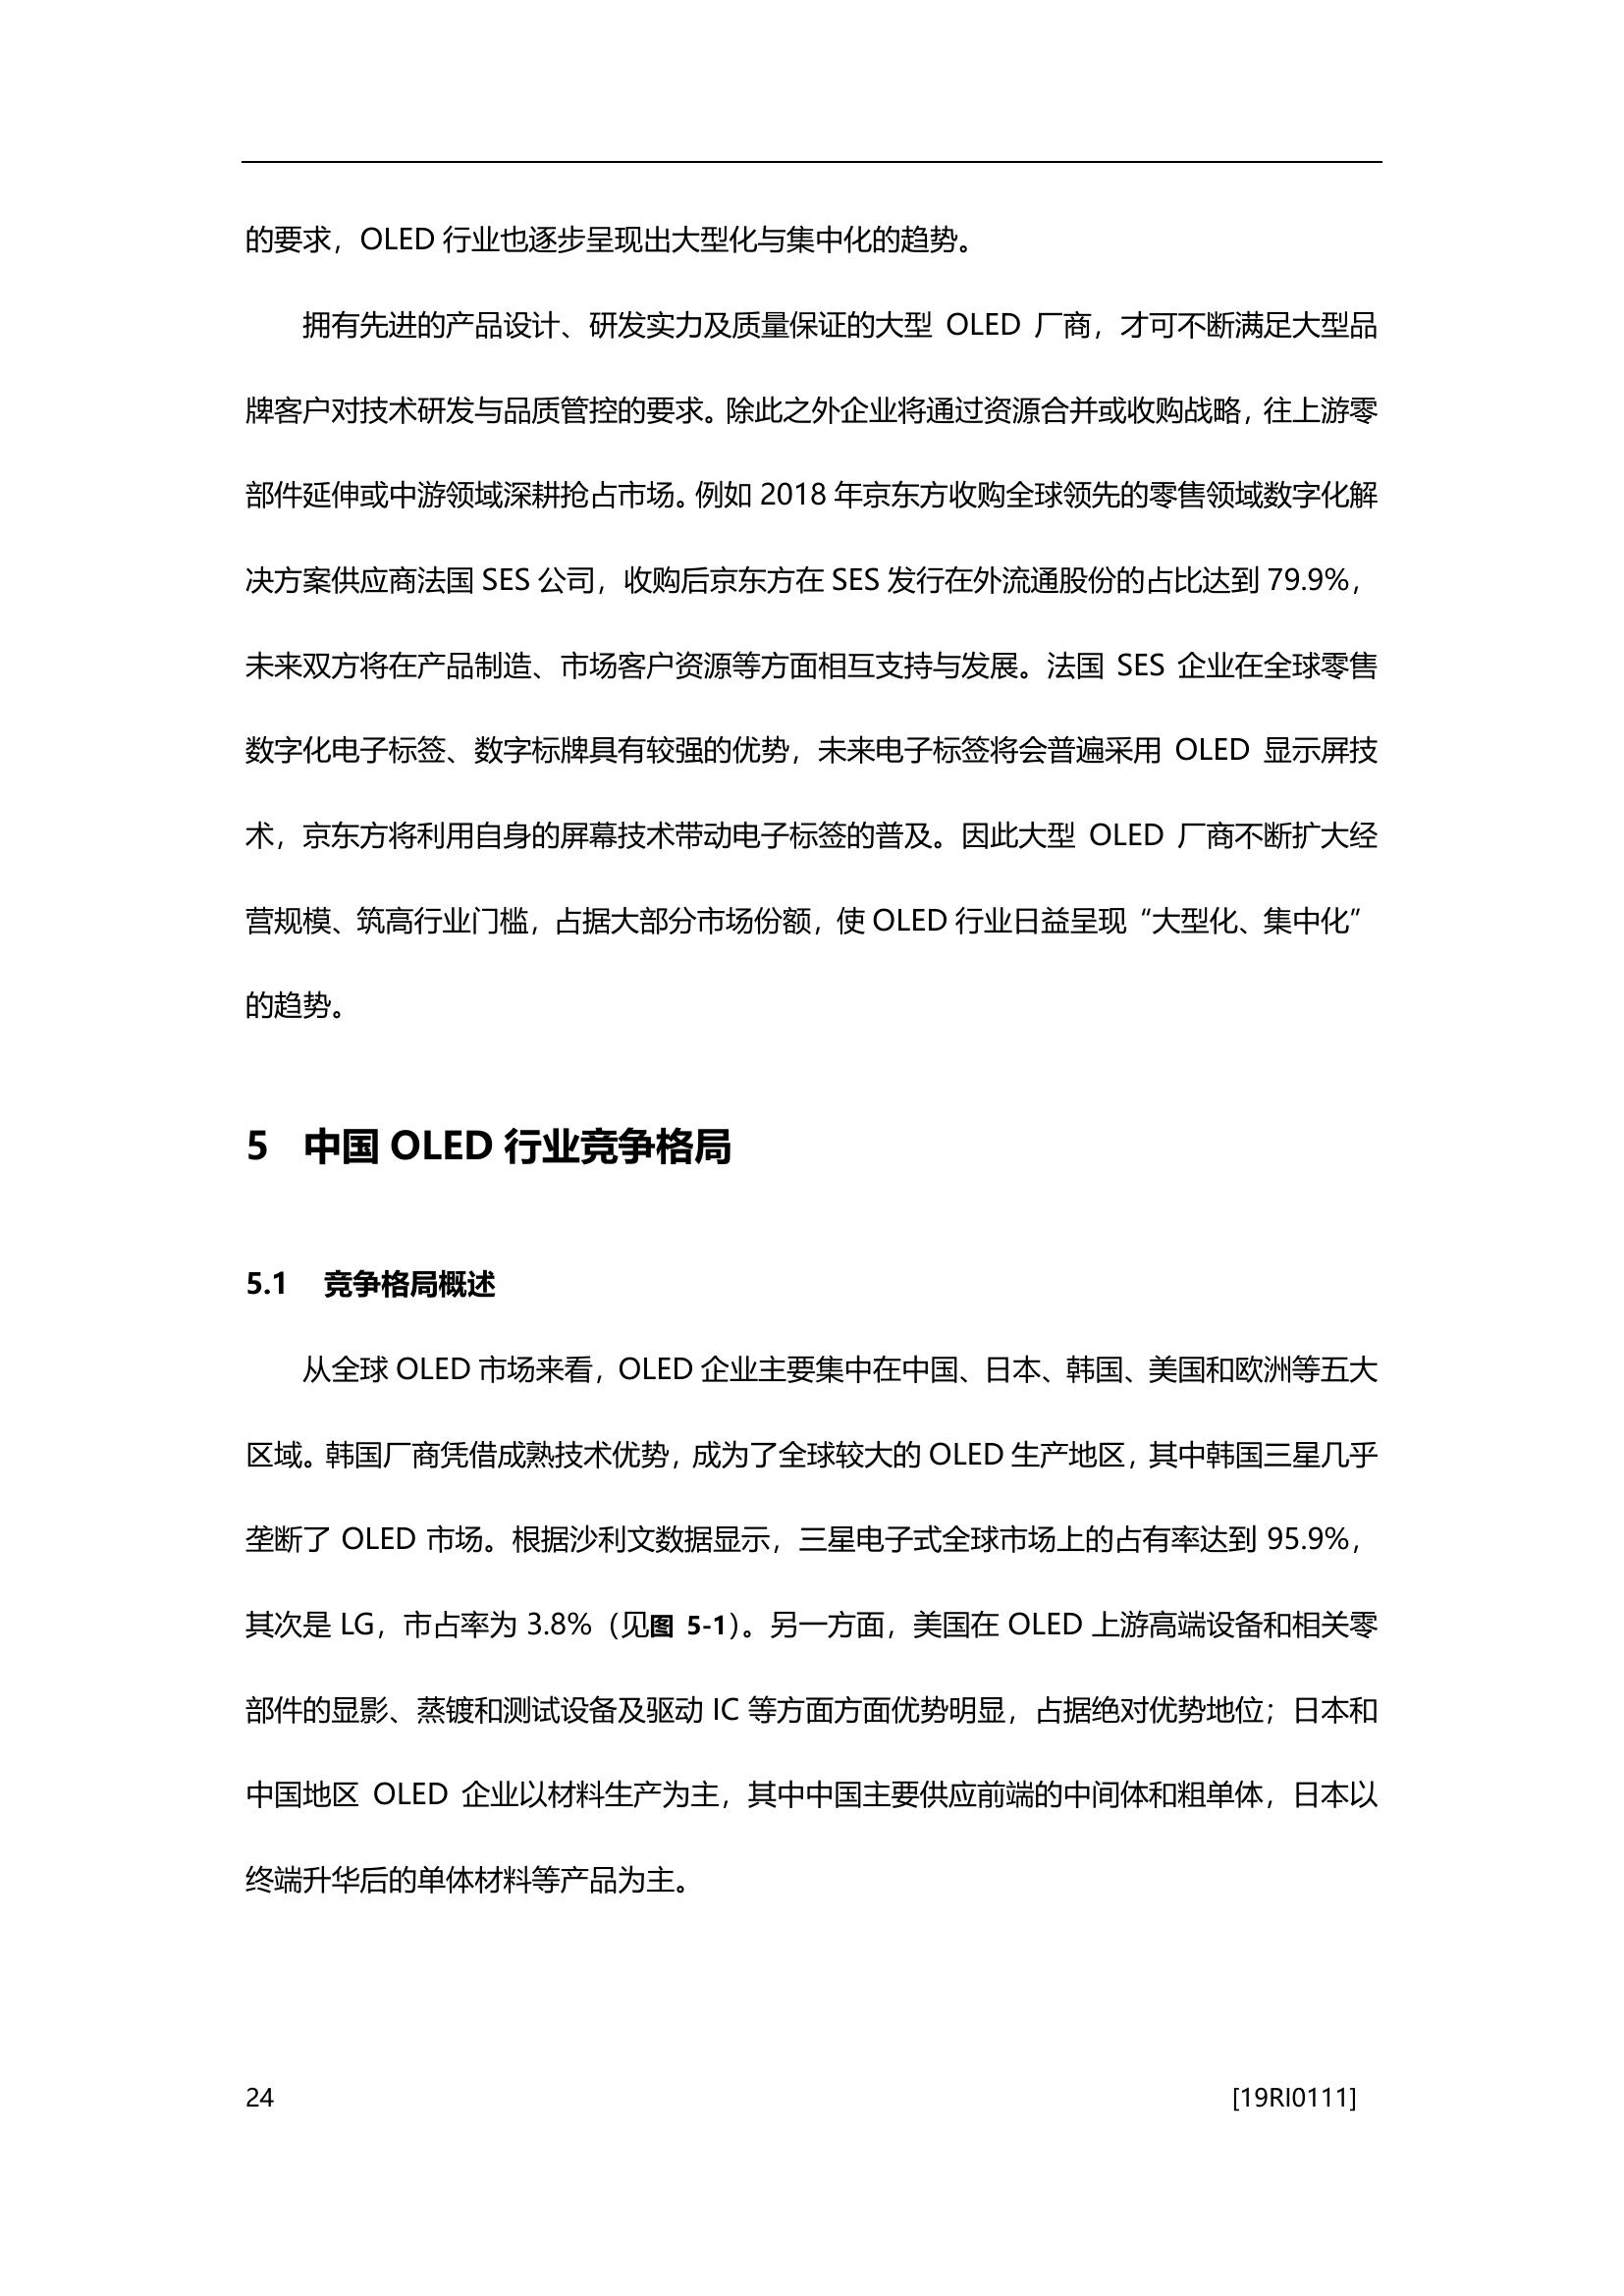 的要求，OLED 行业也逐步呈现出大型化与集中化的趋势。
拥有先进的产品设计、研发实力及质量保证的大型 OLED 厂商，才可不断满足大型品
牌客户对技术研发与品质管控的要求。除此之外企业将通过资源合并或收购战略，往上游零
部件延伸或中游领域深耕抢占市场。例如 2018 年京东方收购全球领先的零售领域数字化解
决方案供应商法国 SES 公司，收购后京东方在 SES 发行在外流通股份的占比达到 79.9%，
未来双方将在产品制造、市场客户资源等方面相互支持与发展。法国 SES 企业在全球零售
数字化电子标签、数字标牌具有较强的优势，未来电子标签将会普遍采用 OLED 显示屏技
术，京东方将利用自身的屏幕技术带动电子标签的普及。因此大型 OLED 厂商不断扩大经
营规模、筑高行业门槛，占据大部分市场份额，使 OLED 行业日益呈现“大型化、集中化”
的趋势。
5 中国 OLED 行业竞争格局
5.1 竞争格局概述
从全球 OLED 市场来看，OLED 企业主要集中在中国、日本、韩国、美国和欧洲等五大
区域。韩国厂商凭借成熟技术优势，成为了全球较大的 OLED 生产地区，其中韩国三星几乎
垄断了 OLED 市场。根据沙利文数据显示，三星电子式全球市场上的占有率达到 95.9%，
其次是 LG，市占率为 3.8%（见图 5-1）。另一方面，美国在 OLED 上游高端设备和相关零
部件的显影、蒸镀和测试设备及驱动 IC 等方面方面优势明显，占据绝对优势地位；日本和
中国地区 OLED 企业以材料生产为主，其中中国主要供应前端的中间体和粗单体，日本以
终端升华后的单体材料等产品为主。
24 [19RI0111]